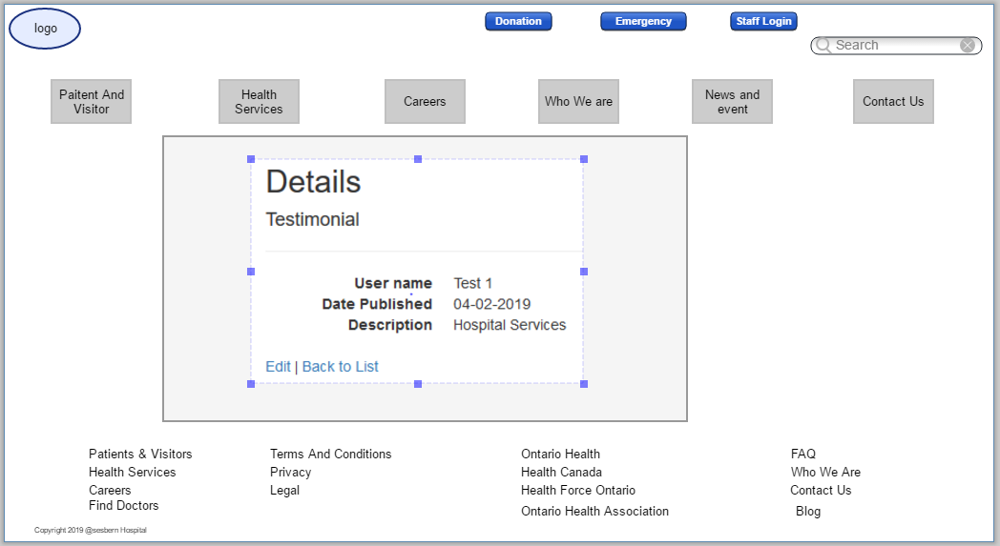 logo
Donation
Emergency
Staff Login
Search
Paitent And
Visitor
Health
Services
Careers
Who We are
News and
event
Contact Us
Details
Testimonial
User name Test 1
Date Published 04-02-2019
Description Hospital Services
Edit | Back to List
Patients & Visitors
Health Services
Careers
Find Doctors
Terms And Conditions
Privacy
Legal
Ontario Health
Health Canada
Health Force Ontario
Ontario Health Association
FAQ
Who We Are
Contact Us
Blog
Copyright 2019 @sesbern Hospital